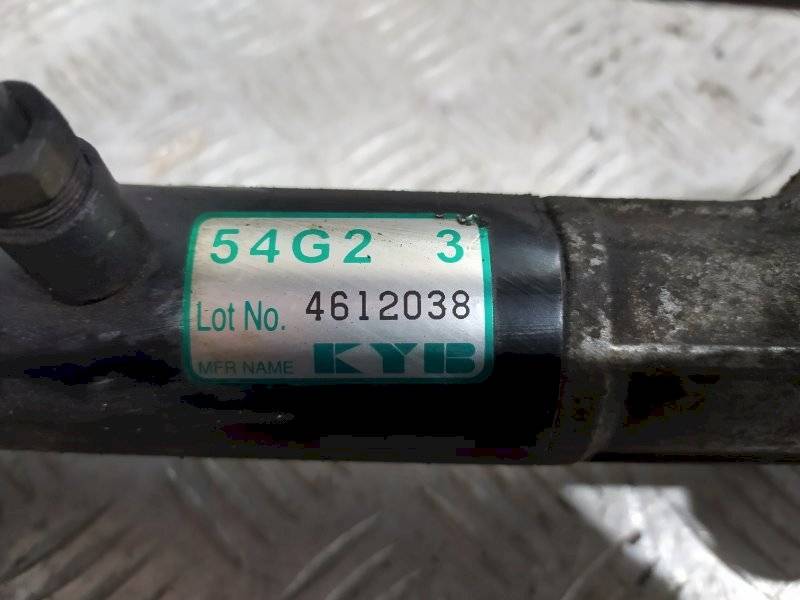 54G2 3
Lot No. 4612038
MFR NAME KYB